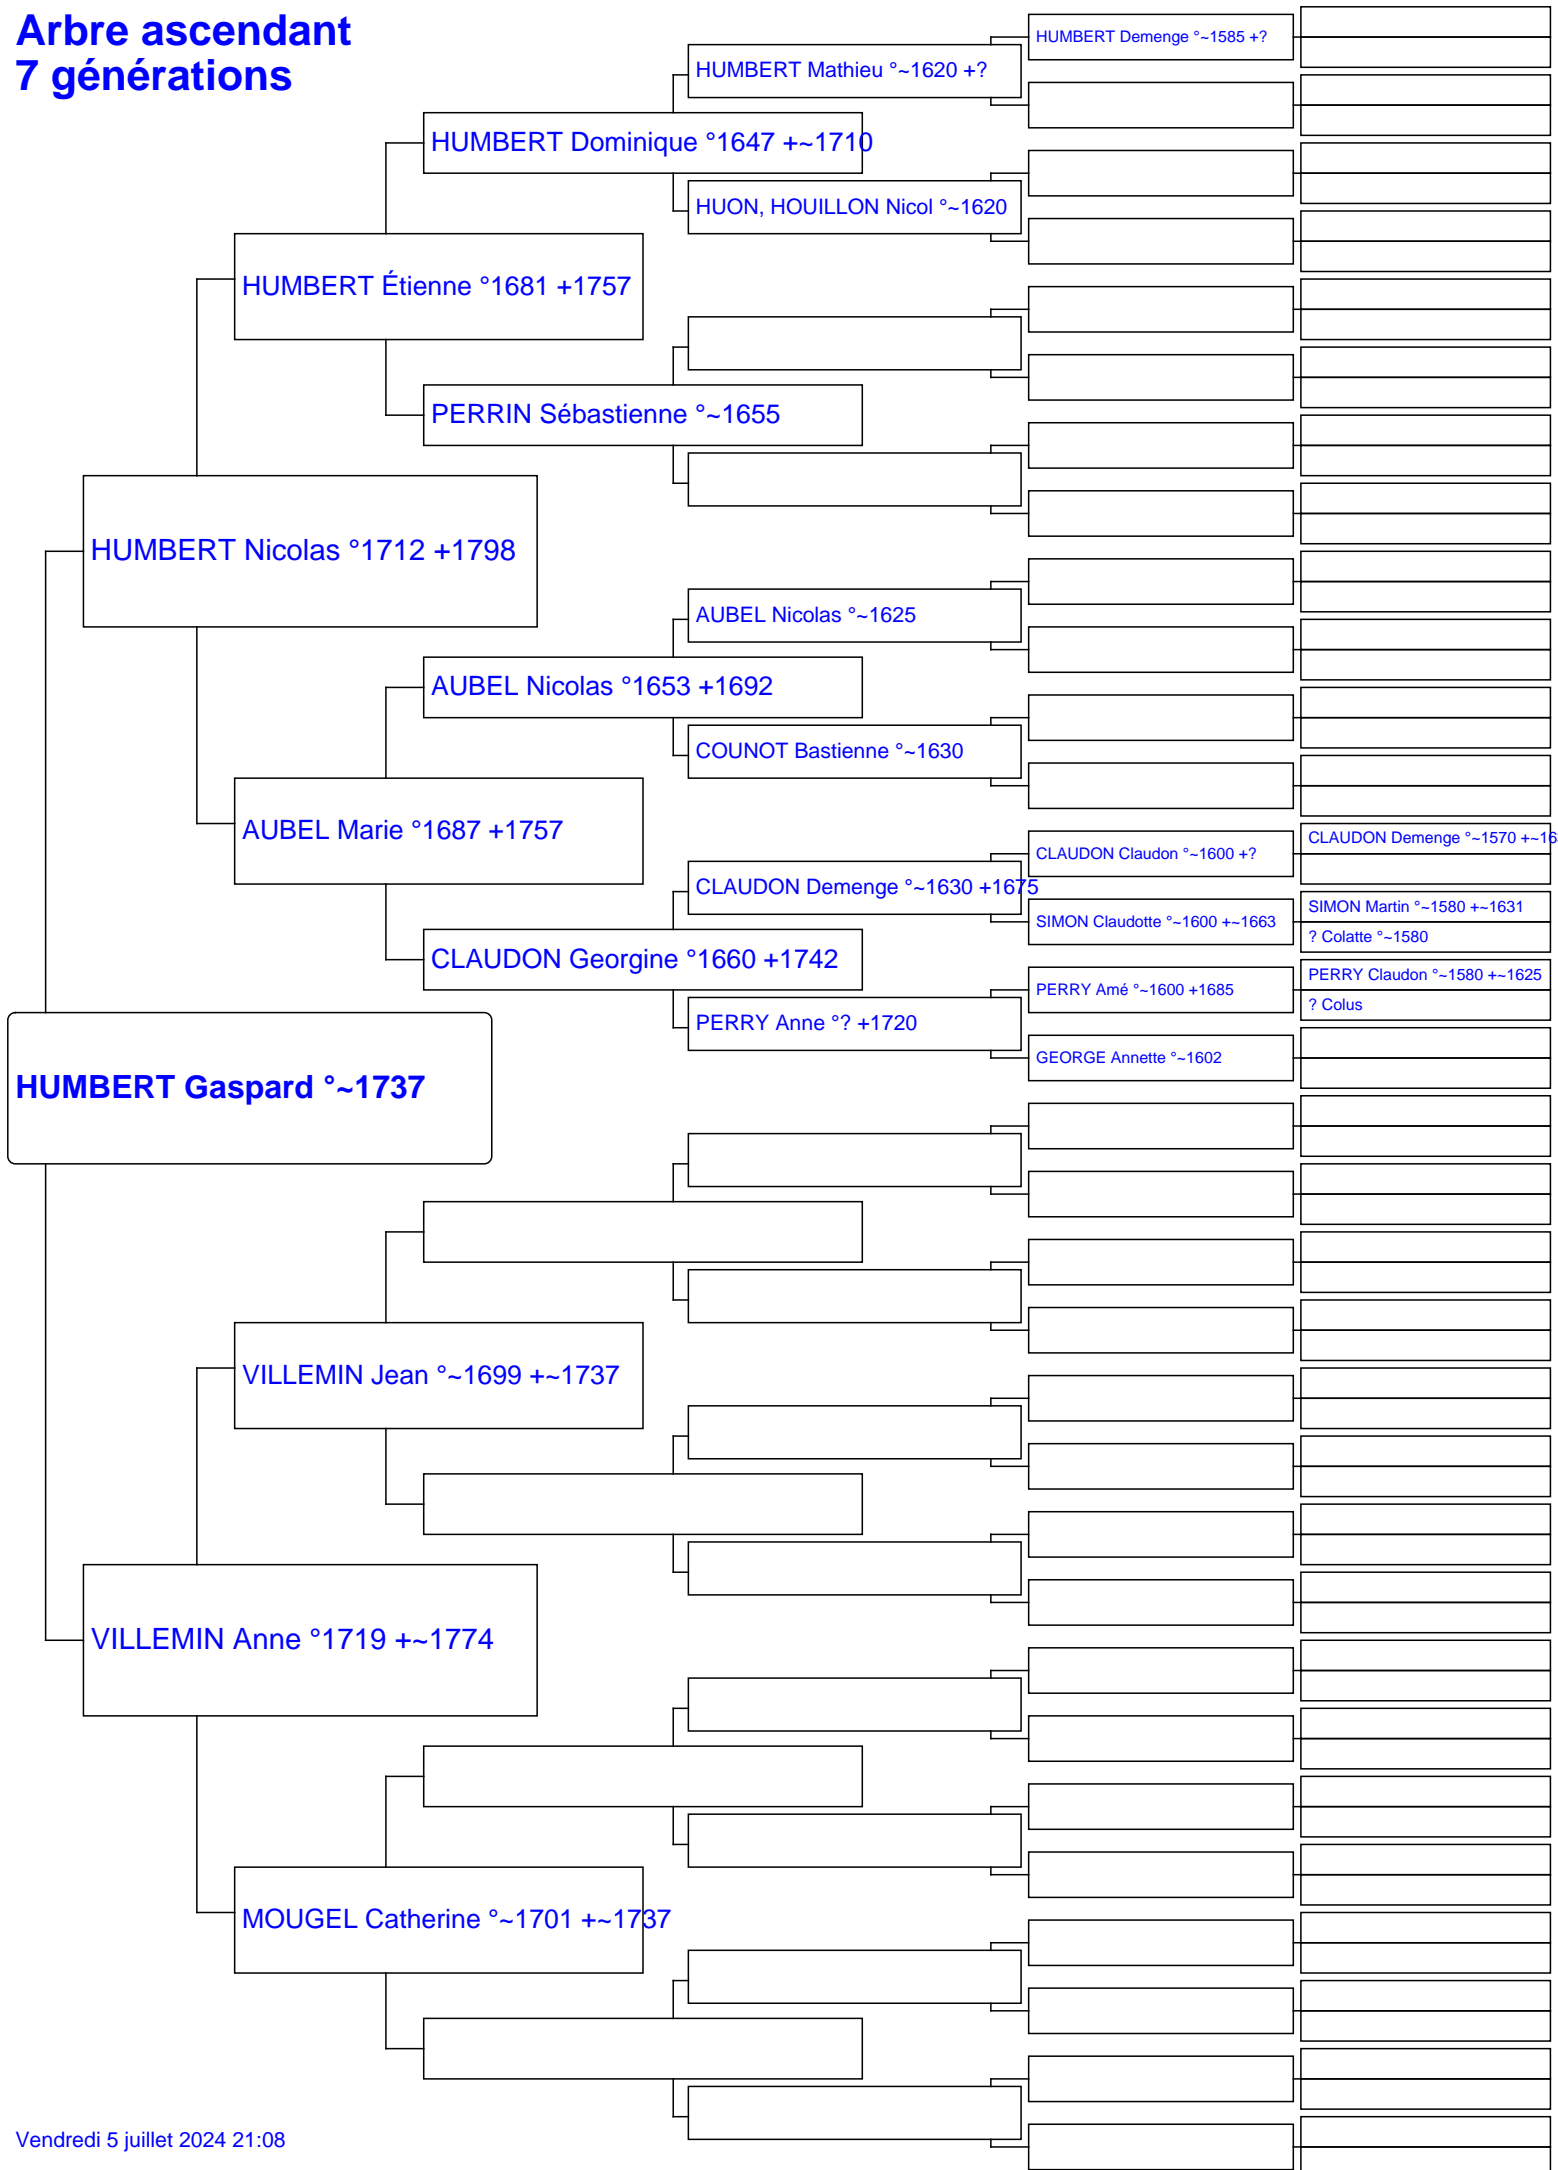 Arbre ascendant
7 générations
HUMBERT Demenge °~1585 +?
HUMBERT Mathieu °~1620 +?
HUMBERT Dominique °1647 +~1710
HUON, HOUILLON Nicol °~1620
HUMBERT Étienne °1681 +1757
PERRIN Sébastienne °~1655
HUMBERT Nicolas °1712 +1798
AUBEL Nicolas °~1625
AUBEL Nicolas °1653 +1692
COUNOT Bastienne °~1630
AUBEL Marie °1687 +1757
CLAUDON Demenge °~1570 +~16
CLAUDON Claudon °~1600 +?
CLAUDON Demenge °~1630 +1675
SIMON Martin °~1580 +~1631
SIMON Claudotte °~1600 +~1663
? Colatte °~1580
CLAUDON Georgine °1660 +1742
PERRY Claudon °~1580 +~1625
PERRY Amé °~1600 +1685
? Colus
PERRY Anne °? +1720
GEORGE Annette °~1602
HUMBERT Gaspard °~1737
VILLEMIN Jean °~1699 +~1737
VILLEMIN Anne °1719 +~1774
MOUGEL Catherine °~1701 +~1737
Vendredi 5 juillet 2024 21:08